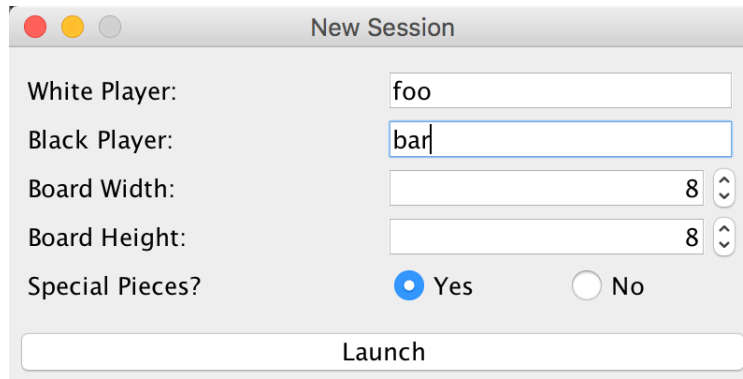 New Session
White Player: foo
Black Player: bar
Board Width: 8
Board Height: 8
Special Pieces? Yes No
Launch